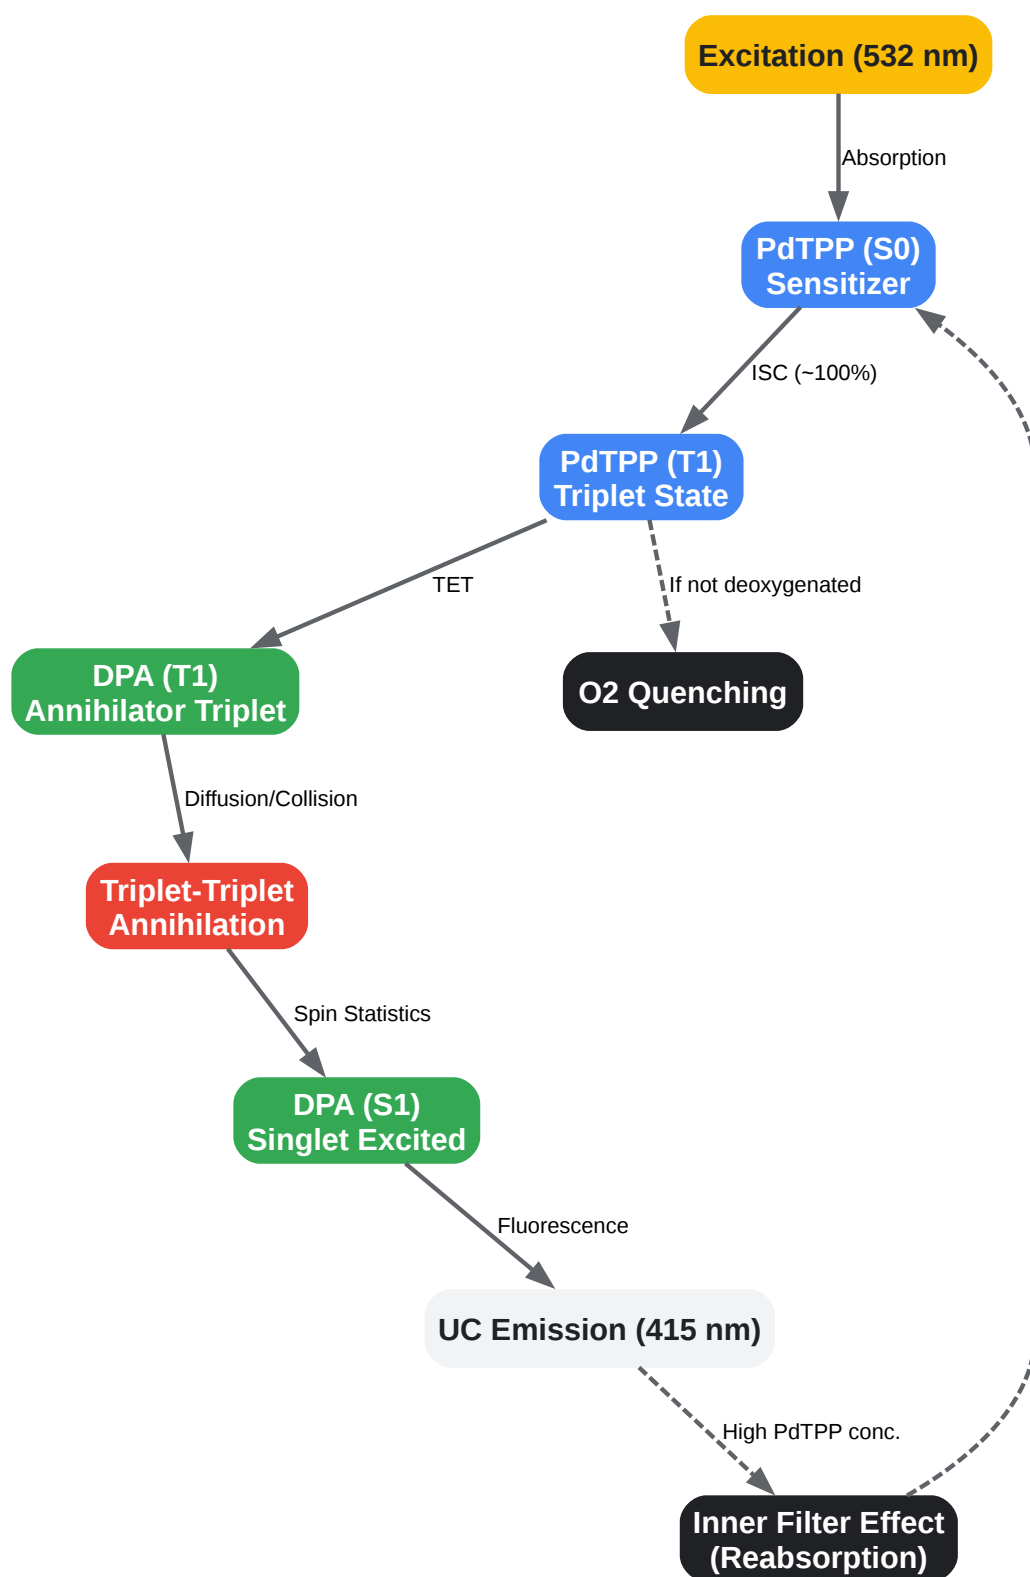 Excitation (532 nm)
Absorption
PdTPP (S0)
Sensitizer
ISC (~100%)
PdTPP (T1)
Triplet State
TET
If not deoxygenated
DPA (T1)
Annihilator Triplet
O2 Quenching
Diffusion/Collision
Triplet-Triplet
Annihilation
Spin Statistics
DPA (S1)
Singlet Excited
Fluorescence
UC Emission (415 nm)
High PdTPP conc.
Inner Filter Effect
(Reabsorption)